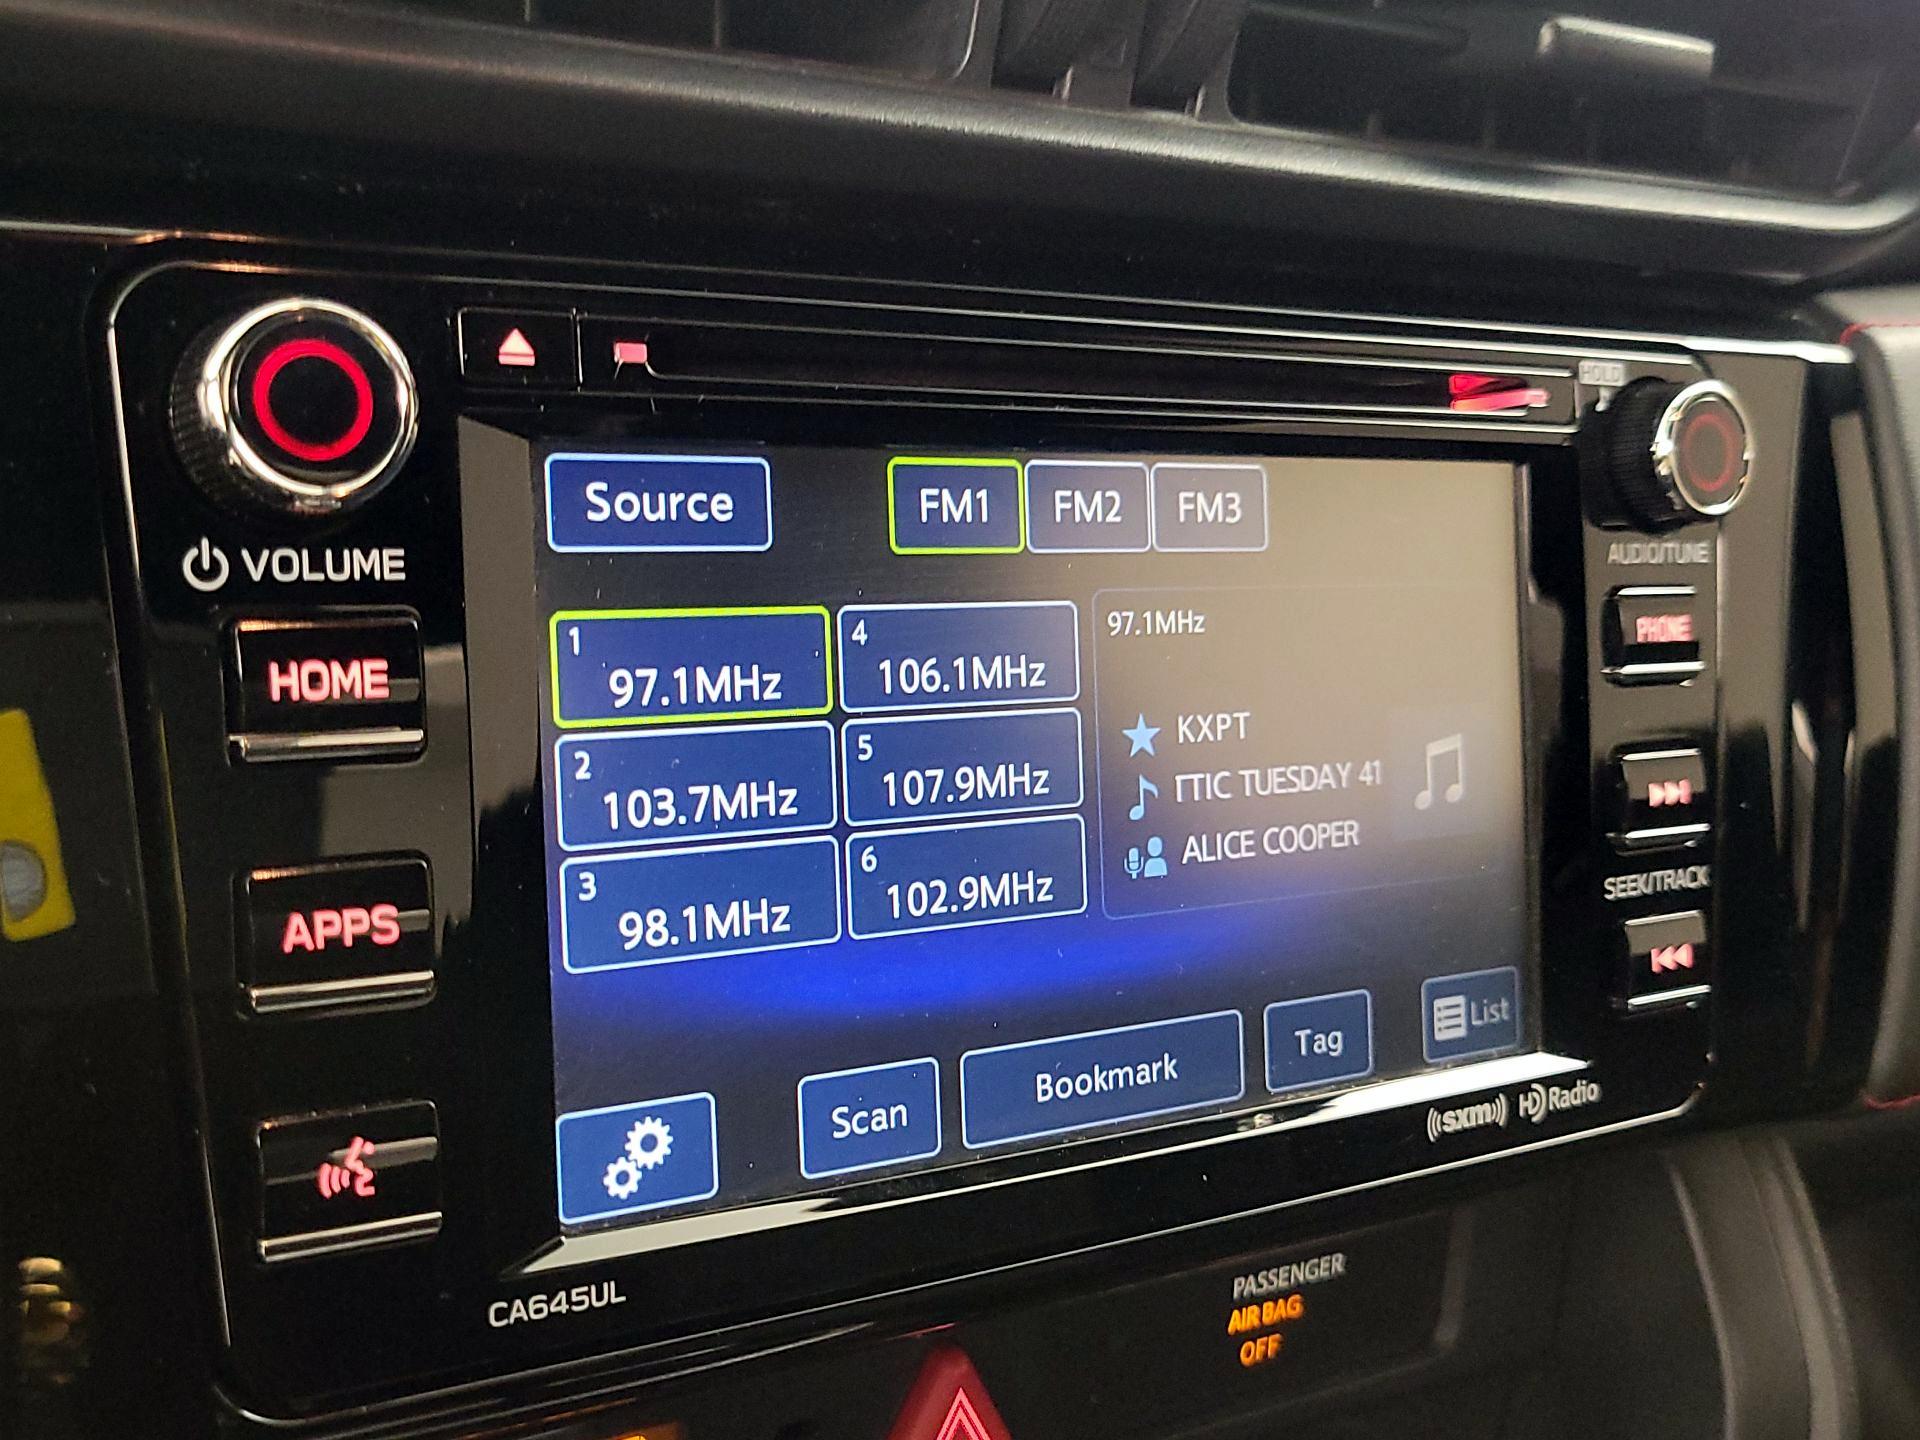 HOLD
VOLUME
AUDIO/TUNE
HOME
PHONE
APPS
SEEK/TRACK
Source
FM1
FM2
FM3
1
97.1MHz
2
103.7MHz
3
98.1MHz
4
106.1MHz
5
107.9MHz
6
102.9MHz
97.1MHz
KXPT
TIC TUESDAY 41
ALICE COOPER
Scan
Bookmark
Tag
List
((sxm))
HD Radio
CA645UL
PASSENGER
AIR BAG
OFF